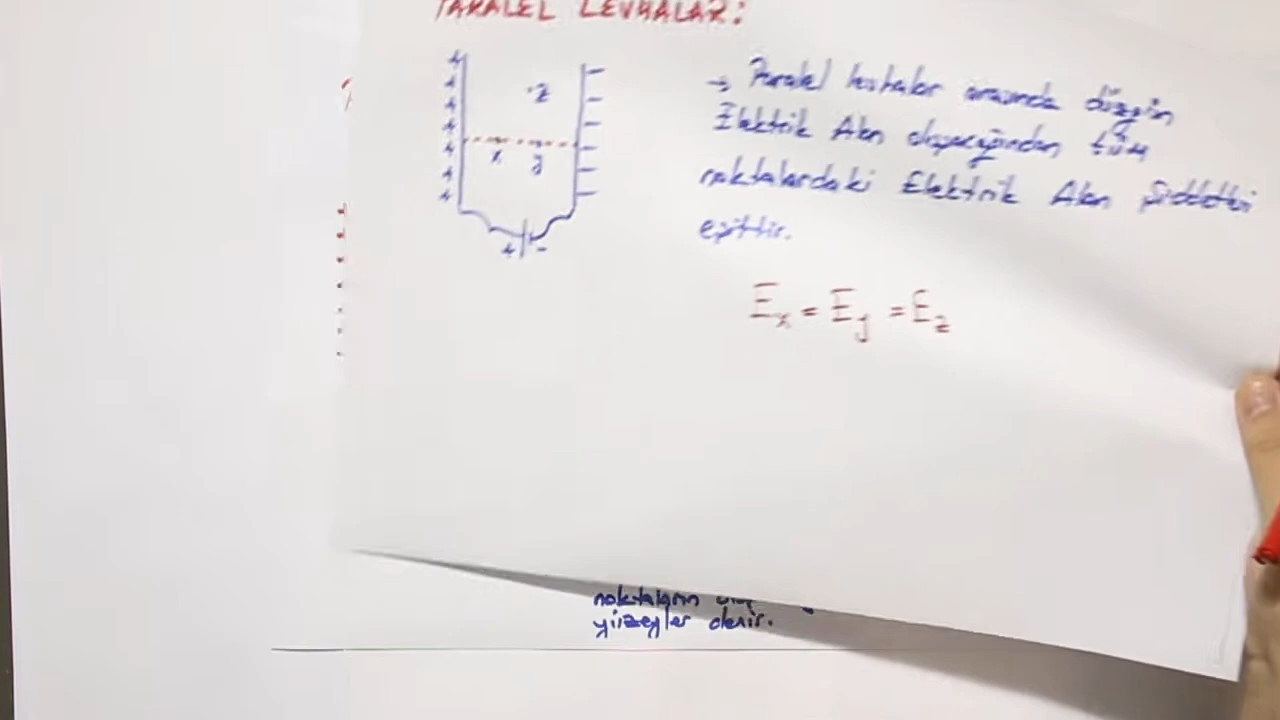 PARALEL LEVHALAR:
z
x y
+ -
→ Paralel levhalar arasında düzgün
Elektrik Alan oluşacağından tüm
noktalardaki Elektrik Alan Şiddetleri
eşittir.
Ex = Ey = Ez
noktaların
yüzeyler denir.